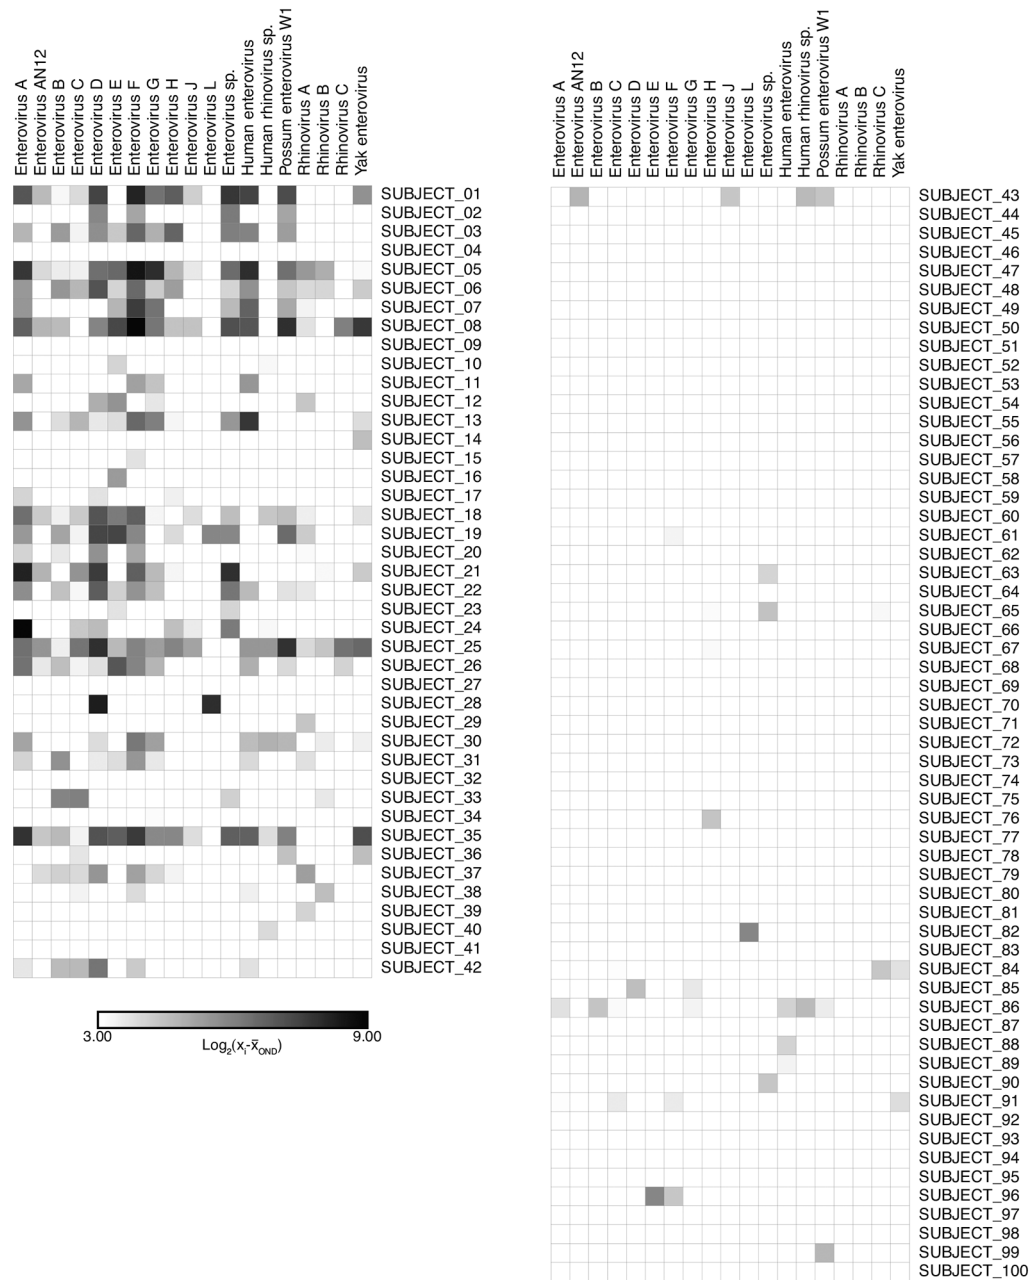 Enterovirus A
Enterovirus AN12
Enterovirus B
Enterovirus C
Enterovirus D
Enterovirus E
Enterovirus F
Enterovirus G
Enterovirus H
Enterovirus J
Enterovirus L
Enterovirus sp.
Human enterovirus
Human rhinovirus sp.
Possum enterovirus W1
Rhinovirus A
Rhinovirus B
Rhinovirus C
Yak enterovirus
SUBJECT_01
SUBJECT_02
SUBJECT_03
SUBJECT_04
SUBJECT_05
SUBJECT_06
SUBJECT_07
SUBJECT_08
SUBJECT_09
SUBJECT_10
SUBJECT_11
SUBJECT_12
SUBJECT_13
SUBJECT_14
SUBJECT_15
SUBJECT_16
SUBJECT_17
SUBJECT_18
SUBJECT_19
SUBJECT_20
SUBJECT_21
SUBJECT_22
SUBJECT_23
SUBJECT_24
SUBJECT_25
SUBJECT_26
SUBJECT_27
SUBJECT_28
SUBJECT_29
SUBJECT_30
SUBJECT_31
SUBJECT_32
SUBJECT_33
SUBJECT_34
SUBJECT_35
SUBJECT_36
SUBJECT_37
SUBJECT_38
SUBJECT_39
SUBJECT_40
SUBJECT_41
SUBJECT_42
3.00 9.00
Log₂(xᵢ-x̄OND)
Enterovirus A
Enterovirus AN12
Enterovirus B
Enterovirus C
Enterovirus D
Enterovirus E
Enterovirus F
Enterovirus G
Enterovirus H
Enterovirus J
Enterovirus L
Enterovirus sp.
Human enterovirus
Human rhinovirus sp.
Possum enterovirus W1
Rhinovirus A
Rhinovirus B
Rhinovirus C
Yak enterovirus
SUBJECT_43
SUBJECT_44
SUBJECT_45
SUBJECT_46
SUBJECT_47
SUBJECT_48
SUBJECT_49
SUBJECT_50
SUBJECT_51
SUBJECT_52
SUBJECT_53
SUBJECT_54
SUBJECT_55
SUBJECT_56
SUBJECT_57
SUBJECT_58
SUBJECT_59
SUBJECT_60
SUBJECT_61
SUBJECT_62
SUBJECT_63
SUBJECT_64
SUBJECT_65
SUBJECT_66
SUBJECT_67
SUBJECT_68
SUBJECT_69
SUBJECT_70
SUBJECT_71
SUBJECT_72
SUBJECT_73
SUBJECT_74
SUBJECT_75
SUBJECT_76
SUBJECT_77
SUBJECT_78
SUBJECT_79
SUBJECT_80
SUBJECT_81
SUBJECT_82
SUBJECT_83
SUBJECT_84
SUBJECT_85
SUBJECT_86
SUBJECT_87
SUBJECT_88
SUBJECT_89
SUBJECT_90
SUBJECT_91
SUBJECT_92
SUBJECT_93
SUBJECT_94
SUBJECT_95
SUBJECT_96
SUBJECT_97
SUBJECT_98
SUBJECT_99
SUBJECT_100